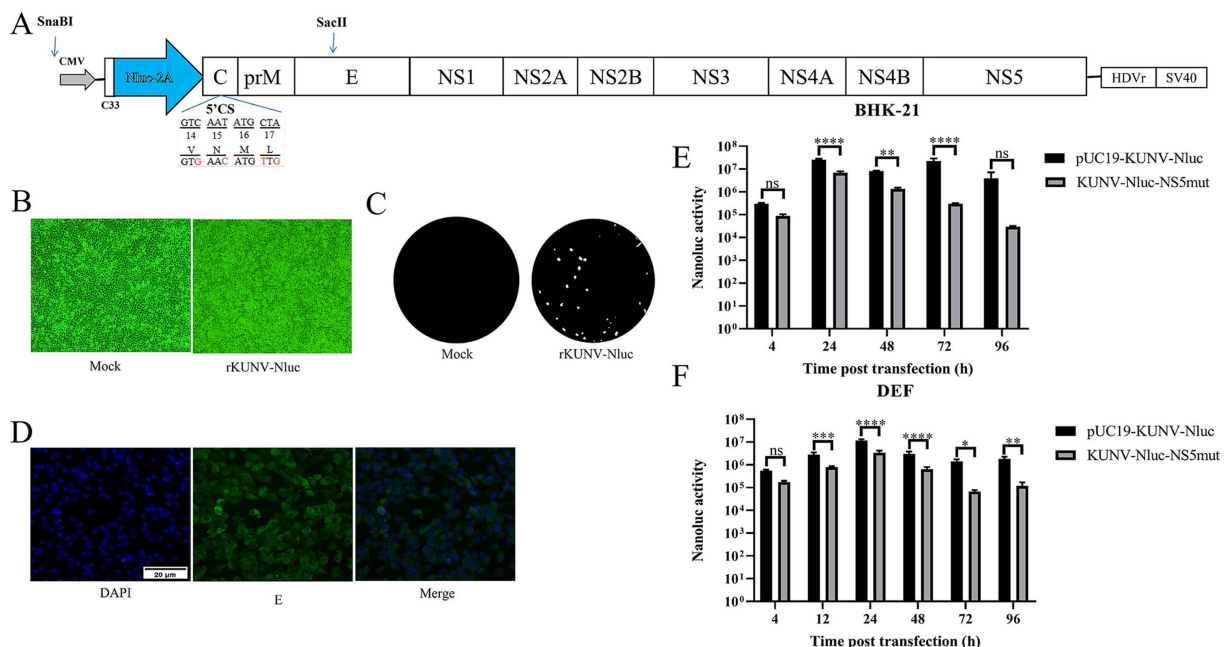 A
SnaBI
SacII
CMV
C33
Nluc-2A
C
prM
E
NS1
NS2A
NS2B
NS3
NS4A
NS4B
NS5
HDVr
SV40
5'CS
GTC AAT ATG CTA
14 15 16 17
V N M L
GTG AAC ATG TTG
B
Mock
rKUNV-Nluc
C
Mock
rKUNV-Nluc
D
20 μm
DAPI
E
Merge
E
BHK-21
Nanoluc activity
10⁸
10⁷
10⁶
10⁵
10⁴
10³
10²
10¹
10⁰
ns
****
**
****
ns
4 24 48 72 96
Time post transfection (h)
pUC19-KUNV-Nluc
KUNV-Nluc-NS5mut
F
DEF
Nanoluc activity
10⁸
10⁷
10⁶
10⁵
10⁴
10³
10²
10¹
10⁰
ns
***
****
****
*
**
4 12 24 48 72 96
Time post transfection (h)
pUC19-KUNV-Nluc
KUNV-Nluc-NS5mut